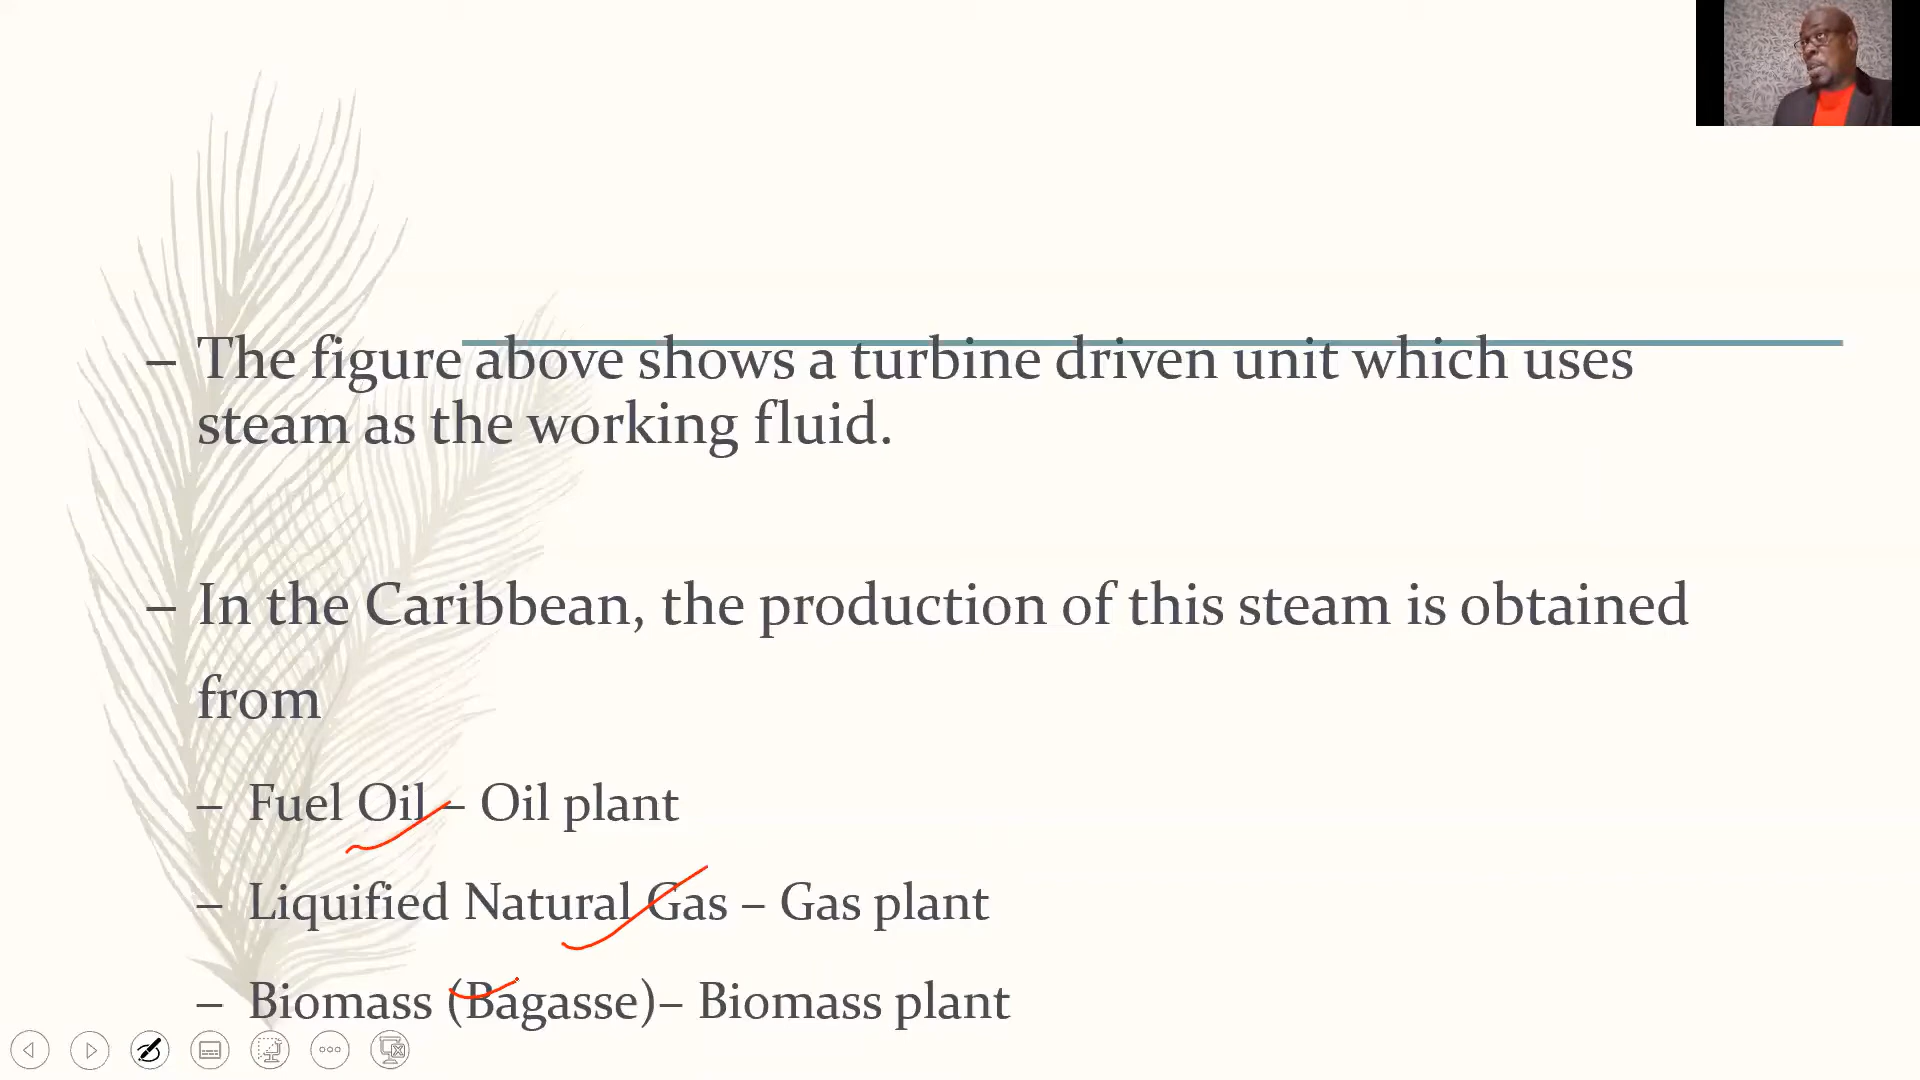 – The figure above shows a turbine driven unit which uses
steam as the working fluid.
– In the Caribbean, the production of this steam is obtained
from
– Fuel Oil – Oil plant
– Liquified Natural Gas – Gas plant
– Biomass (Bagasse)– Biomass plant